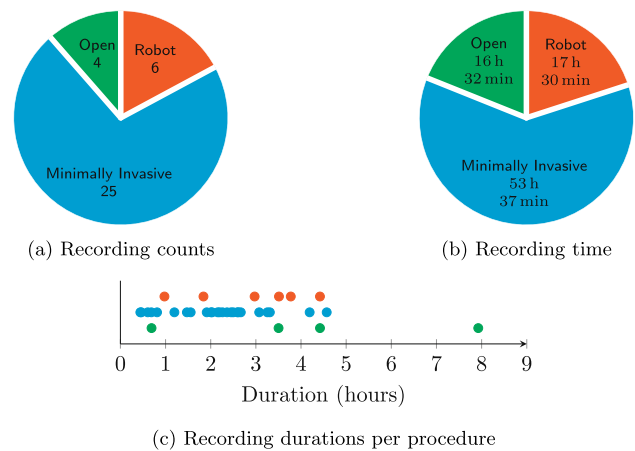 Open
4
Robot
6
Minimally Invasive
25
(a) Recording counts
Open
16 h
32 min
Robot
17 h
30 min
Minimally Invasive
53 h
37 min
(b) Recording time
0 1 2 3 4 5 6 7 8 9
Duration (hours)
(c) Recording durations per procedure